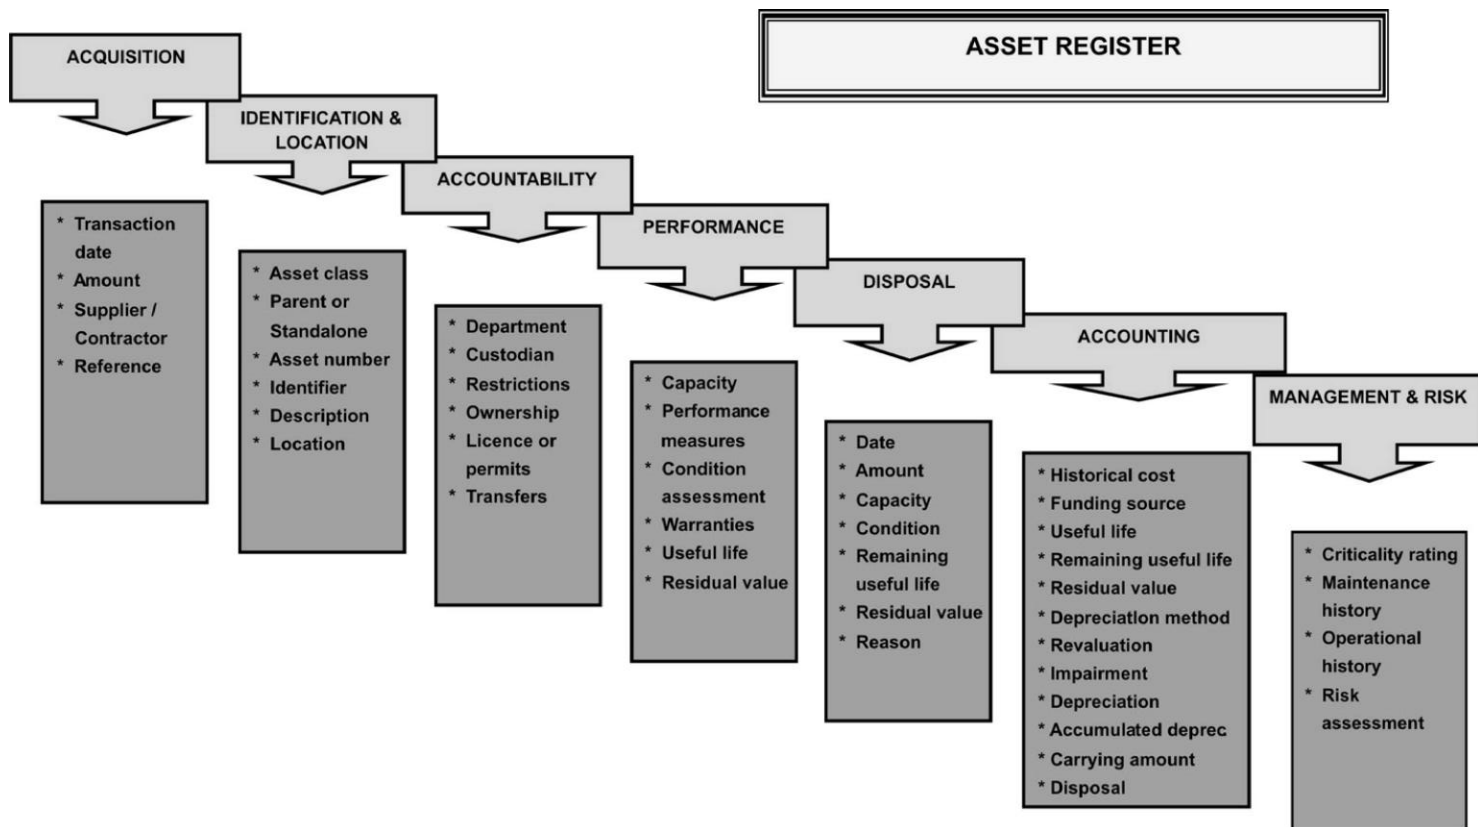 ASSET REGISTER
ACQUISITION
* Transaction
date
* Amount
* Supplier /
Contractor
* Reference
IDENTIFICATION &
LOCATION
* Asset class
* Parent or
Standalone
* Asset number
* Identifier
* Description
* Location
ACCOUNTABILITY
* Department
* Custodian
* Restrictions
* Ownership
* Licence or
permits
* Transfers
PERFORMANCE
* Capacity
* Performance
measures
* Condition
assessment
* Warranties
* Useful life
* Residual value
DISPOSAL
* Date
* Amount
* Capacity
* Condition
* Remaining
useful life
* Residual value
* Reason
ACCOUNTING
* Historical cost
* Funding source
* Useful life
* Remaining useful life
* Residual value
* Depreciation method
* Revaluation
* Impairment
* Depreciation
* Accumulated deprec.
* Carrying amount
* Disposal
MANAGEMENT & RISK
* Criticality rating
* Maintenance
history
* Operational
history
* Risk
assessment